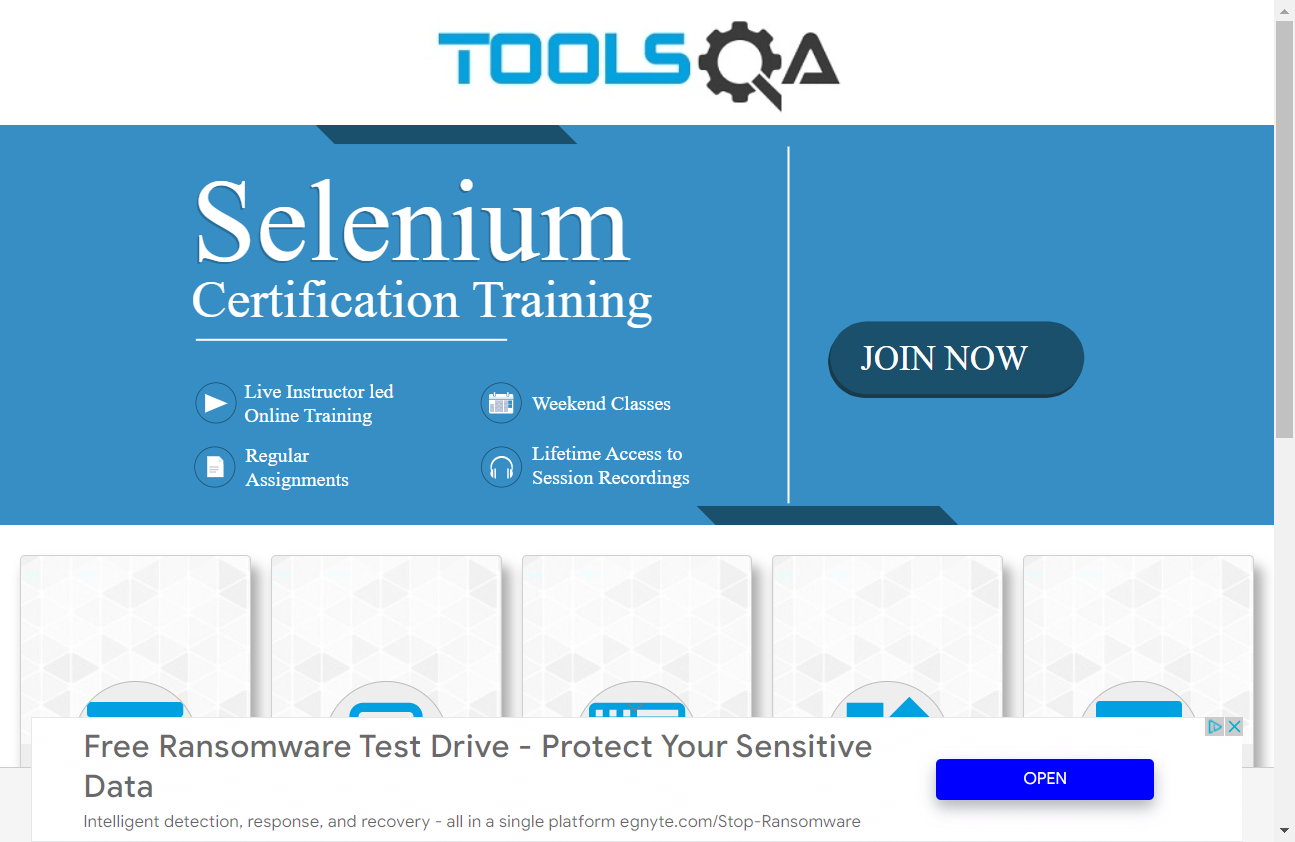 TOOLSQA
Selenium
Certification Training
JOIN NOW
Live Instructor led
Online Training
Weekend Classes
Regular
Assignments
Lifetime Access to
Session Recordings
Free Ransomware Test Drive - Protect Your Sensitive
Data
OPEN
Intelligent detection, response, and recovery - all in a single platform egnyte.com/Stop-Ransomware